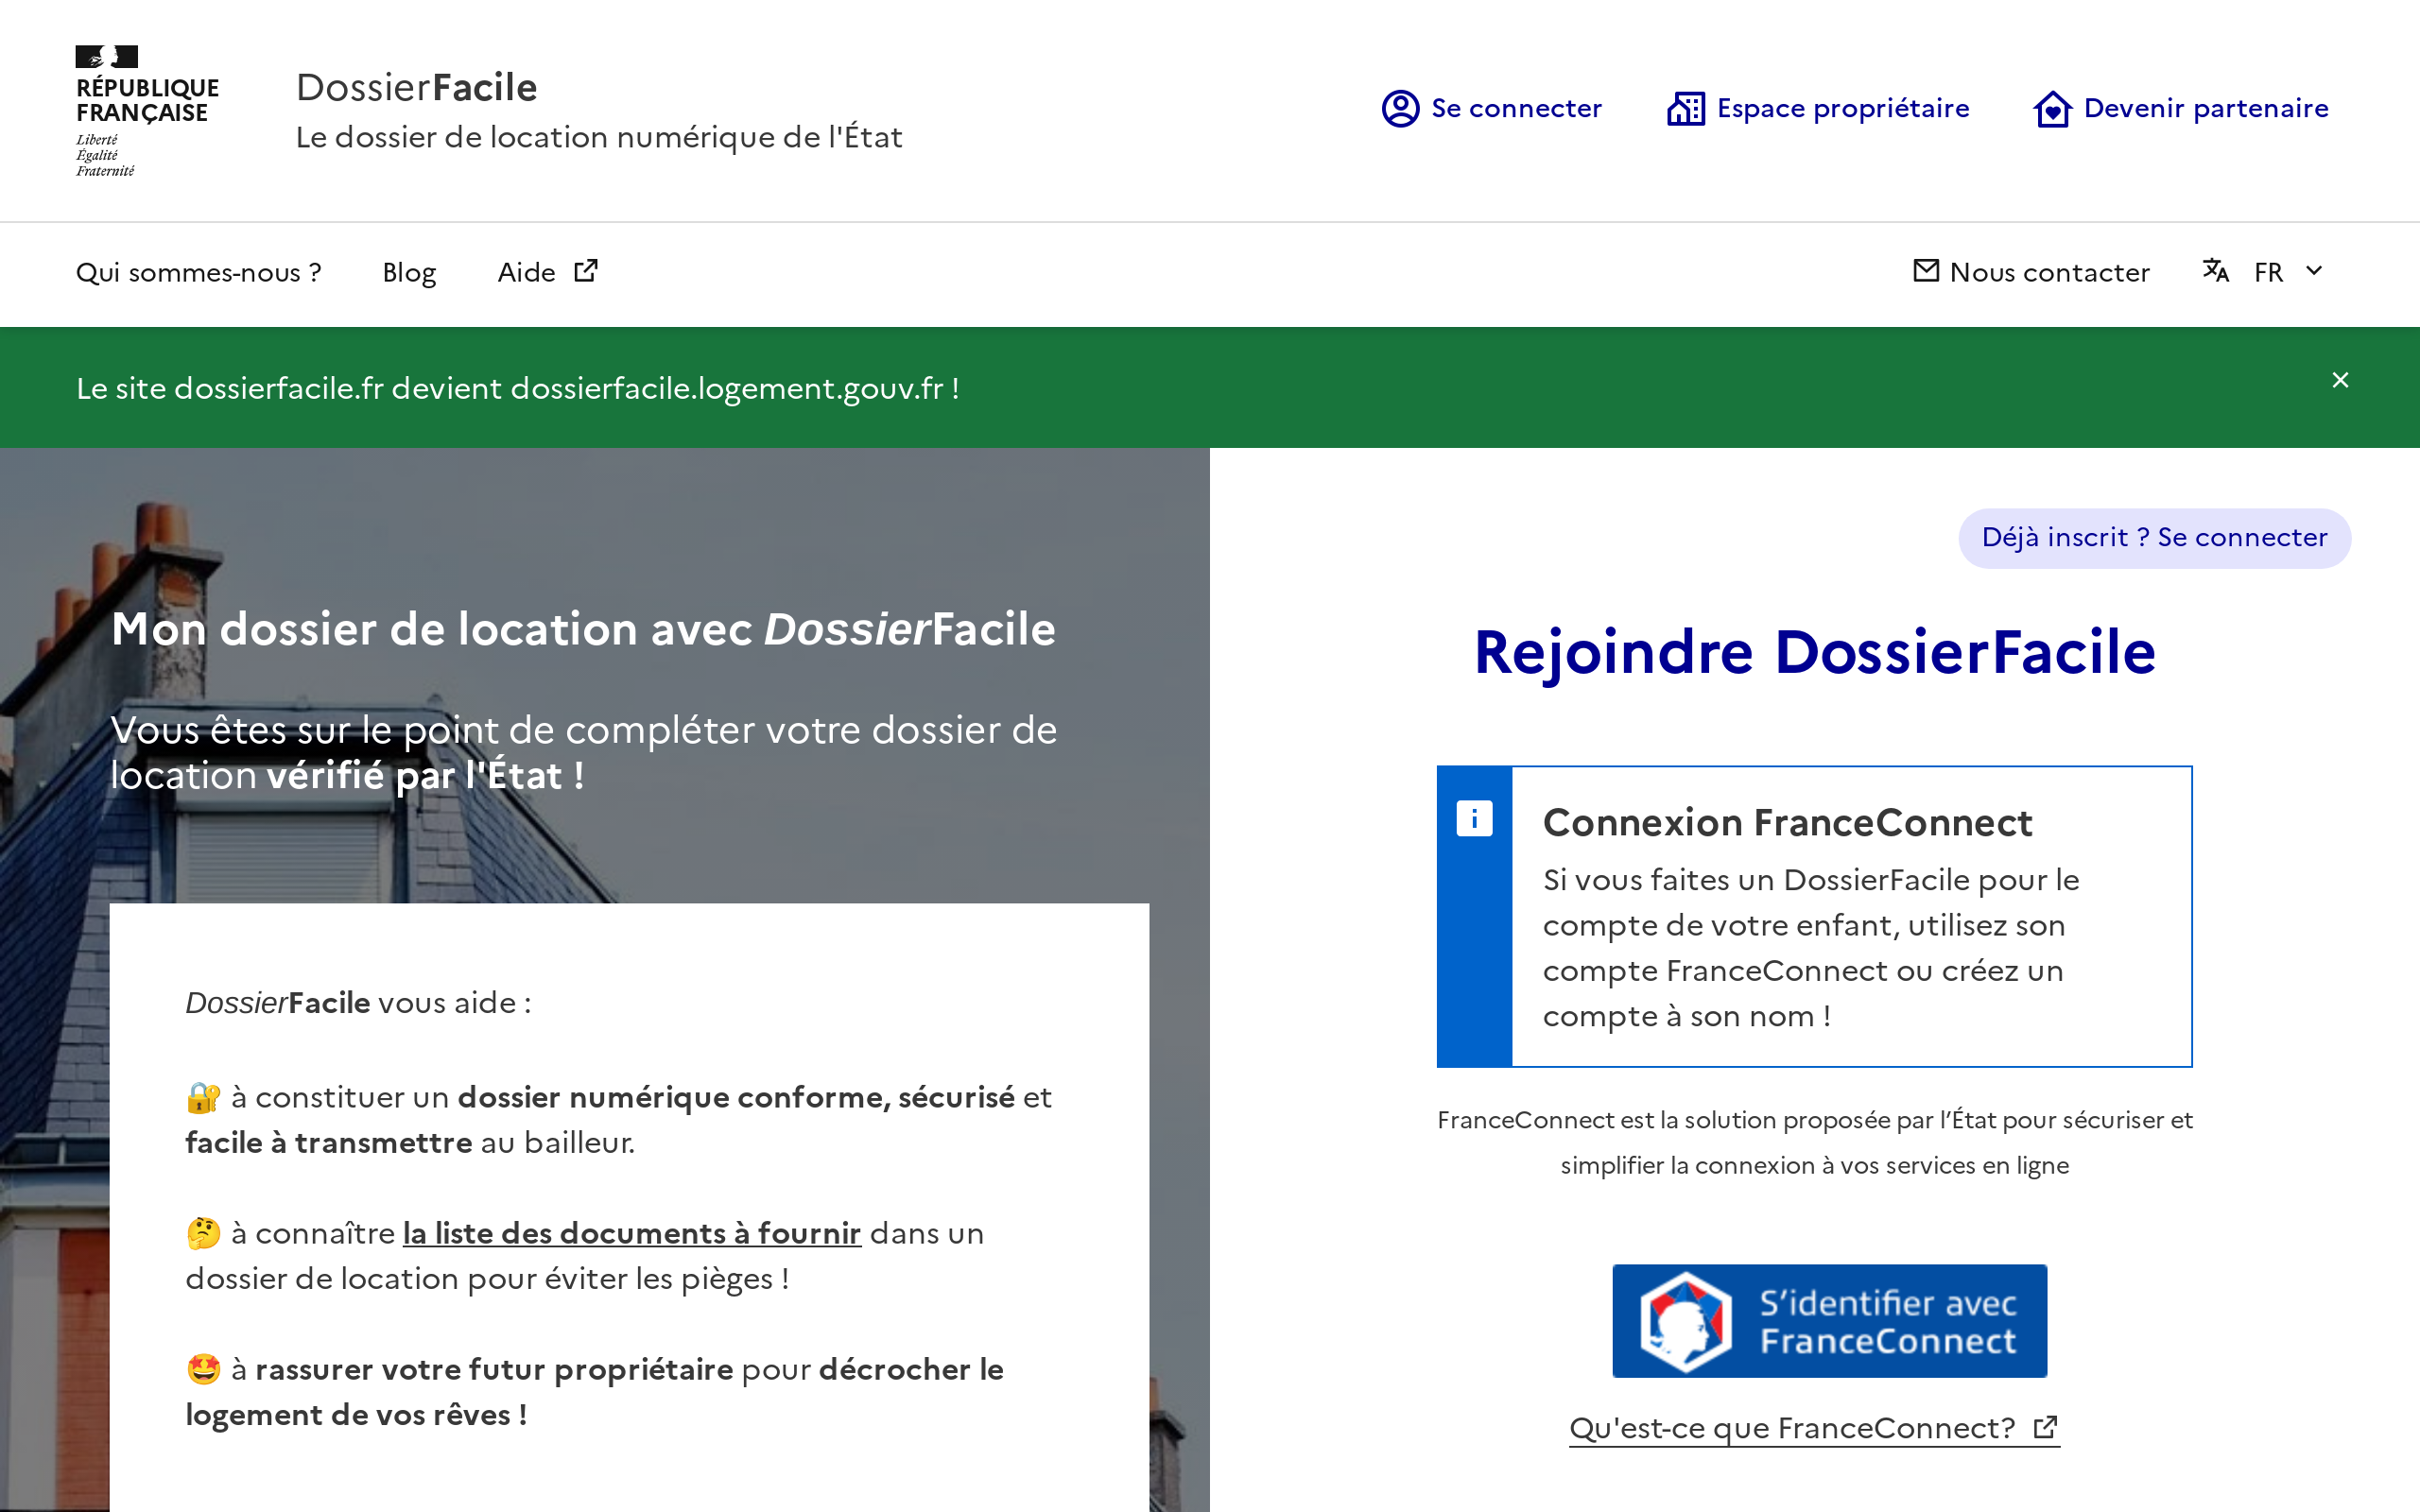 RÉPUBLIQUE
FRANÇAISE
Liberté
Égalité
Fraternité
DossierFacile
Le dossier de location numérique de l'État
Se connecter
Espace propriétaire
Devenir partenaire
Qui sommes-nous ?
Blog
Aide
Nous contacter
FR
Le site dossierfacile.fr devient dossierfacile.logement.gouv.fr !
Mon dossier de location avec DossierFacile
Vous êtes sur le point de compléter votre dossier de
location vérifié par l'État !
DossierFacile vous aide :
🔐 à constituer un dossier numérique conforme, sécurisé et
facile à transmettre au bailleur.
🤔 à connaître la liste des documents à fournir dans un
dossier de location pour éviter les pièges !
🤩 à rassurer votre futur propriétaire pour décrocher le
logement de vos rêves !
Déjà inscrit ? Se connecter
Rejoindre DossierFacile
Connexion FranceConnect
Si vous faites un DossierFacile pour le
compte de votre enfant, utilisez son
compte FranceConnect ou créez un
compte à son nom !
FranceConnect est la solution proposée par l’État pour sécuriser et
simplifier la connexion à vos services en ligne
S’identifier avec
FranceConnect
Qu'est-ce que FranceConnect?